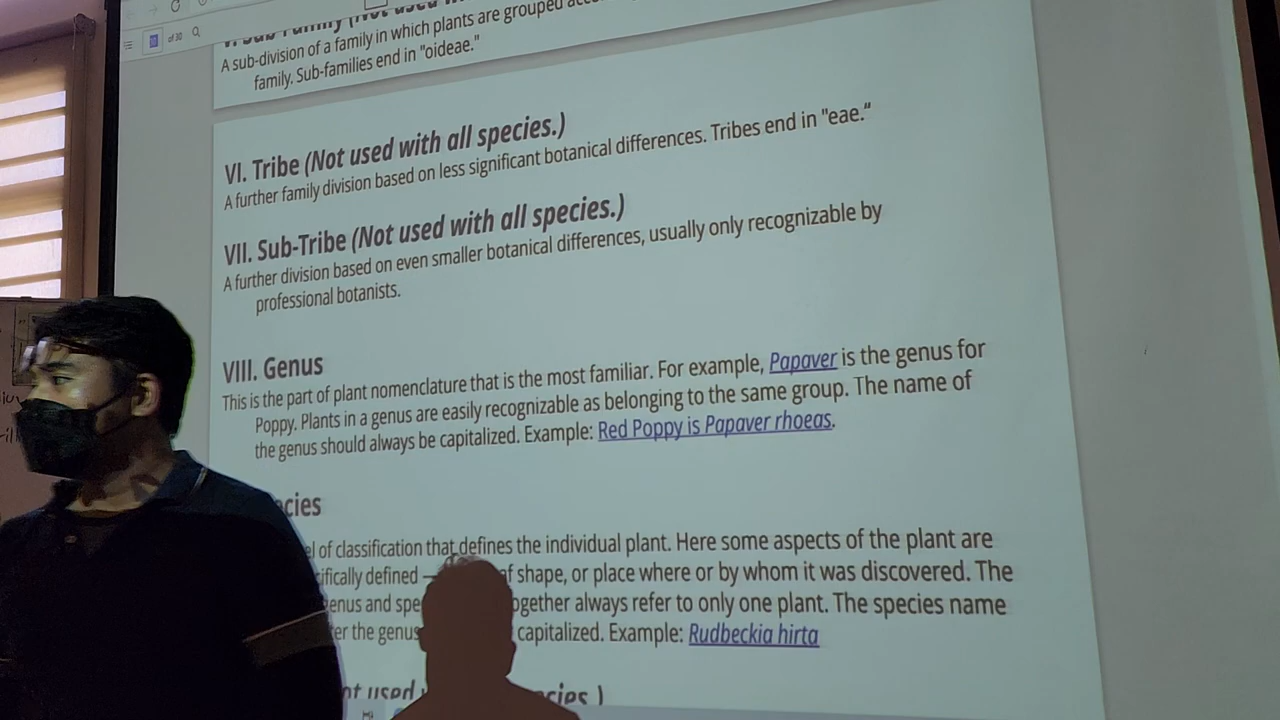 of 30
A sub-division of a family in which plants are grouped
family. Sub-families end in "oideae."
VI. Tribe (Not used with all species.)
A further family division based on less significant botanical differences. Tribes end in "eae."
VII. Sub-Tribe (Not used with all species.)
A further division based on even smaller botanical differences, usually only recognizable by
professional botanists.
VIII. Genus
This is the part of plant nomenclature that is the most familiar. For example, Papaver is the genus for
Poppy. Plants in a genus are easily recognizable as belonging to the same group. The name of
the genus should always be capitalized. Example: Red Poppy is Papaver rhoeas.
cies
of classification that defines the individual plant. Here some aspects of the plant are
ifically defined — shape, or place where or by whom it was discovered. The
enus and spe ogether always refer to only one plant. The species name
the genus capitalized. Example: Rudbeckia hirta